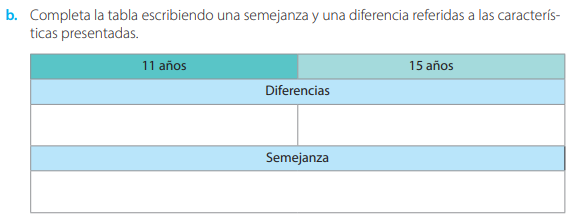 b. Completa la tabla escribiendo una semejanza y una diferencia referidas a las caracterís-
ticas presentadas.
11 años 15 años
Diferencias
Semejanza